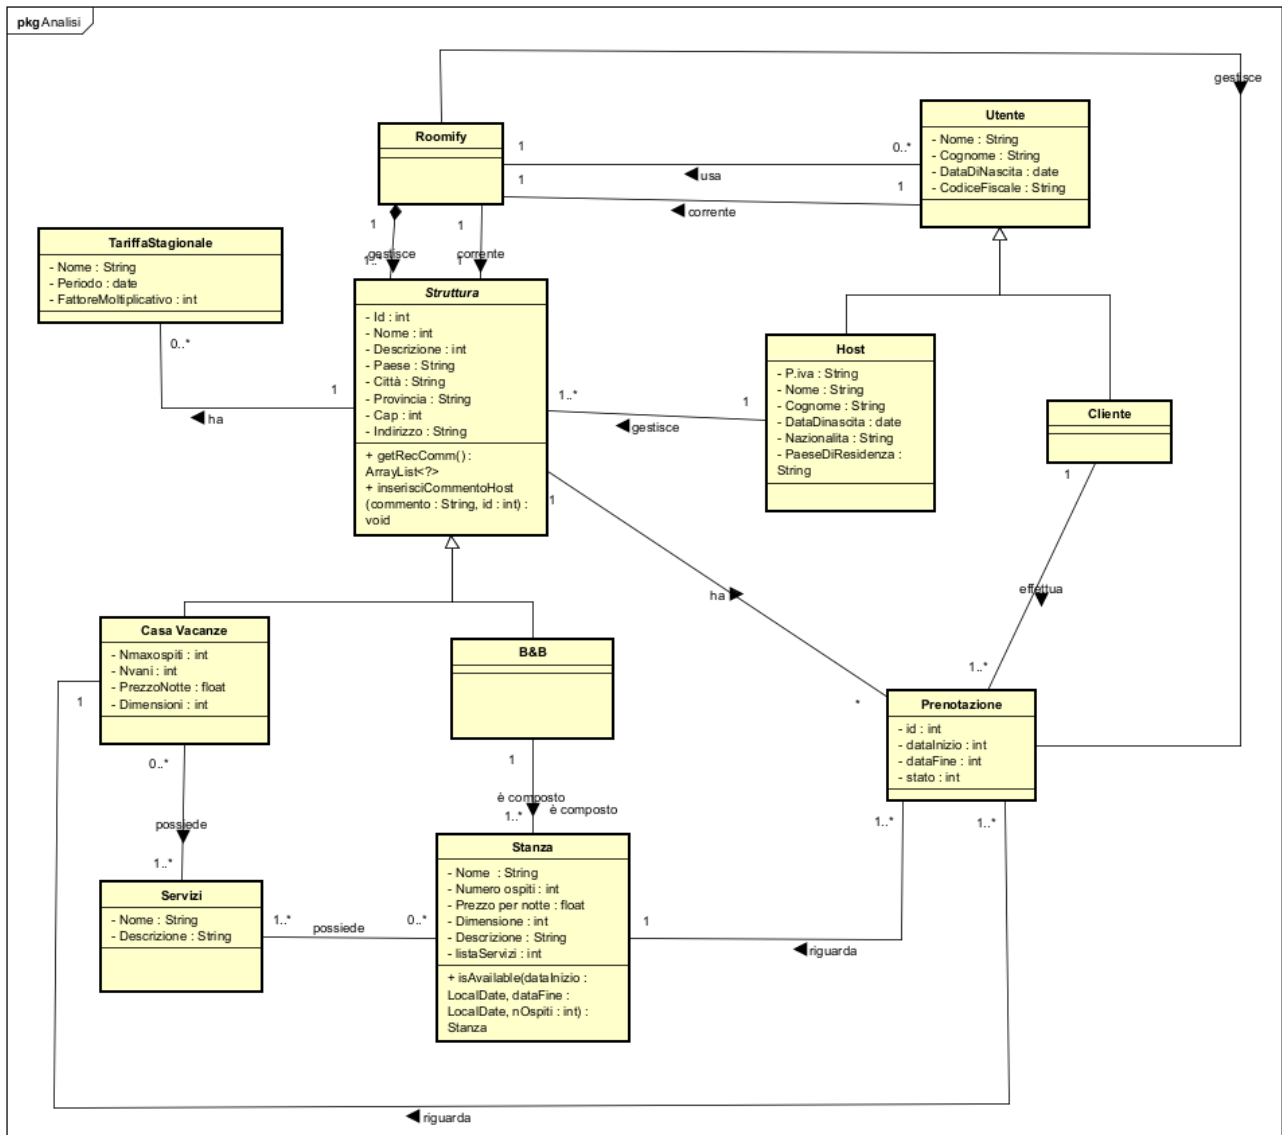 pkg Analisi
gestisce
Roomify
Utente
- Nome : String
- Cognome : String
- DataDiNascita : date
- CodiceFiscale : String
1
0..*
usa
1
1
corrente
TariffaStagionale
- Nome : String
- Periodo : date
- FattoreMoltiplicativo : int
0..*
1
ha
1
gestisce
1..*
1
corrente
1
Struttura
- Id : int
- Nome : int
- Descrizione : int
- Paese : String
- Città : String
- Provincia : String
- Cap : int
- Indirizzo : String
+ getRecComm() :
ArrayList<?>
+ inserisciCommentoHost
(commento : String, id : int) :
void
1..*
1
gestisce
Host
- P.iva : String
- Nome : String
- Cognome : String
- DataDinascita : date
- Nazionalita : String
- PaeseDiResidenza :
String
Cliente
1
effettua
1..*
1
ha
*
Casa Vacanze
- Nmaxospiti : int
- Nvani : int
- PrezzoNotte : float
- Dimensioni : int
1
B&B
1
è composto
è composto
1..*
Prenotazione
- id : int
- dataInizio : int
- dataFine : int
- stato : int
1..*
1..*
0..*
possiede
1..*
Servizi
- Nome : String
- Descrizione : String
1..*
possiede
0..*
Stanza
- Nome : String
- Numero ospiti : int
- Prezzo per notte : float
- Dimensione : int
- Descrizione : String
- listaServizi : int
+ isAvailable(dataInizio :
LocalDate, dataFine :
LocalDate, nOspiti : int) :
Stanza
1
riguarda
riguarda